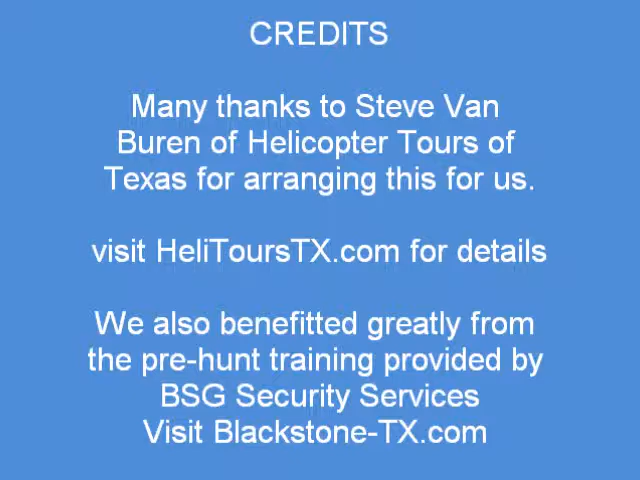 CREDITS
Many thanks to Steve Van
Buren of Helicopter Tours of
Texas for arranging this for us.
visit HeliToursTX.com for details
We also benefitted greatly from
the pre-hunt training provided by
BSG Security Services
Visit Blackstone-TX.com